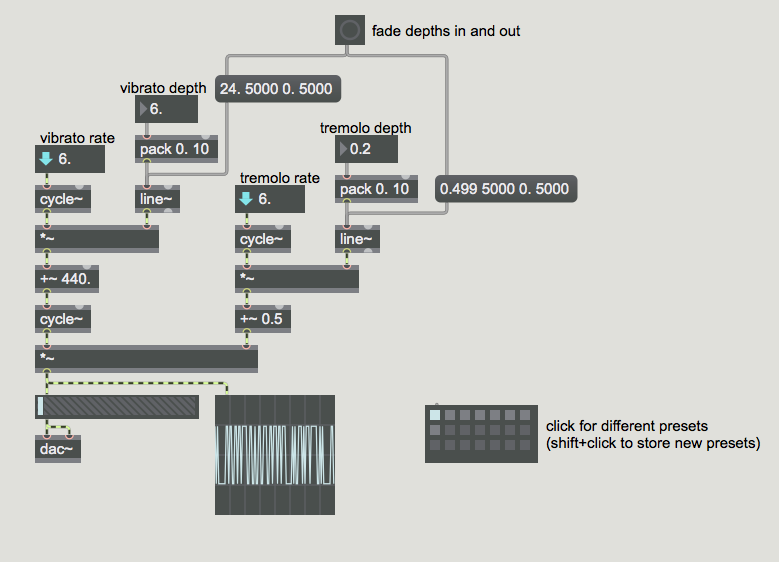 fade depths in and out
vibrato depth
24. 5000 0. 5000
6.
tremolo depth
vibrato rate
pack 0. 10
0.2
6.
tremolo rate
pack 0. 10
0.499 5000 0. 5000
cycle~
line~
6.
*~
cycle~
line~
+~ 440.
*~
cycle~
+~ 0.5
*~
click for different presets
(shift+click to store new presets)
dac~